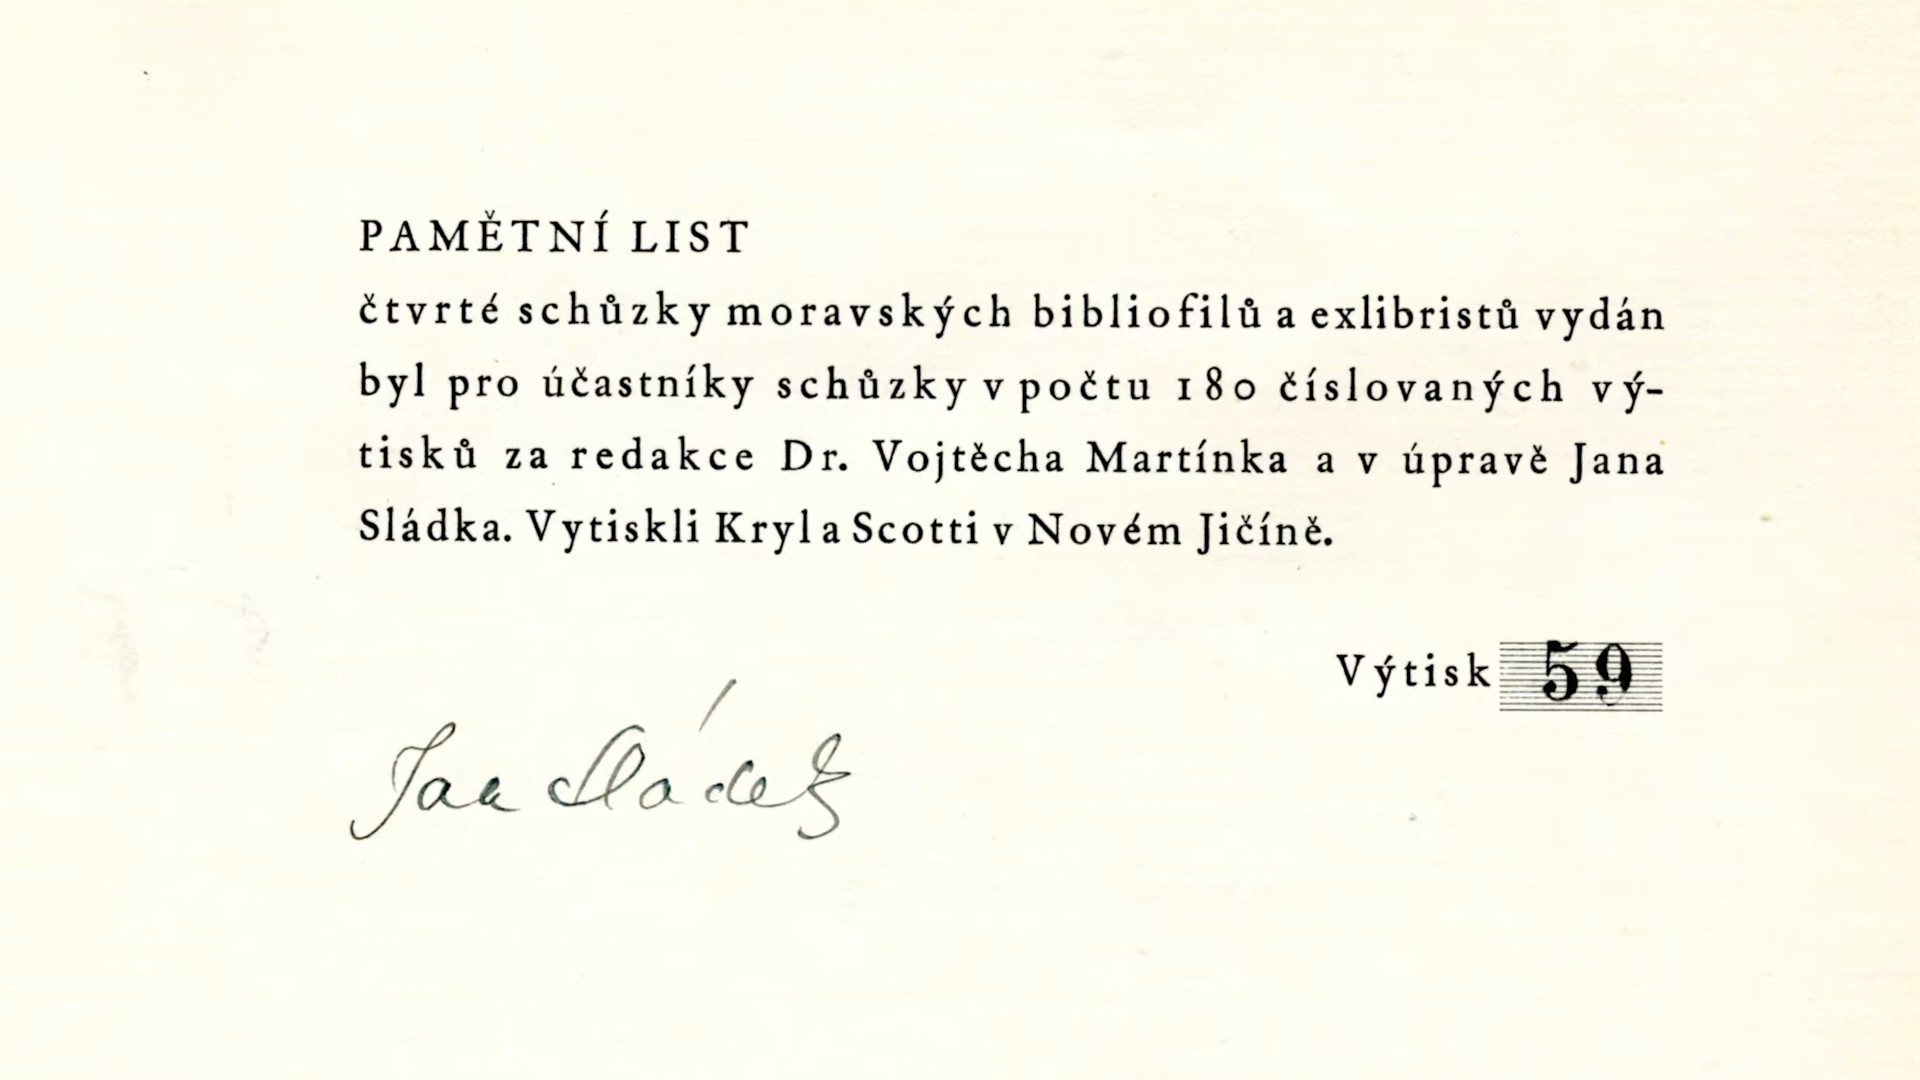 PAMĚTNÍ LIST
čtvrté schůzky moravských bibliofilů a exlibristů vydán
byl pro účastníky schůzky v počtu 180 číslovaných vý-
tisků za redakce Dr. Vojtěcha Martínka a v úpravě Jana
Sládka. Vytiskli Kryl a Scotti v Novém Jičíně.
Výtisk 59
Jan Sládek